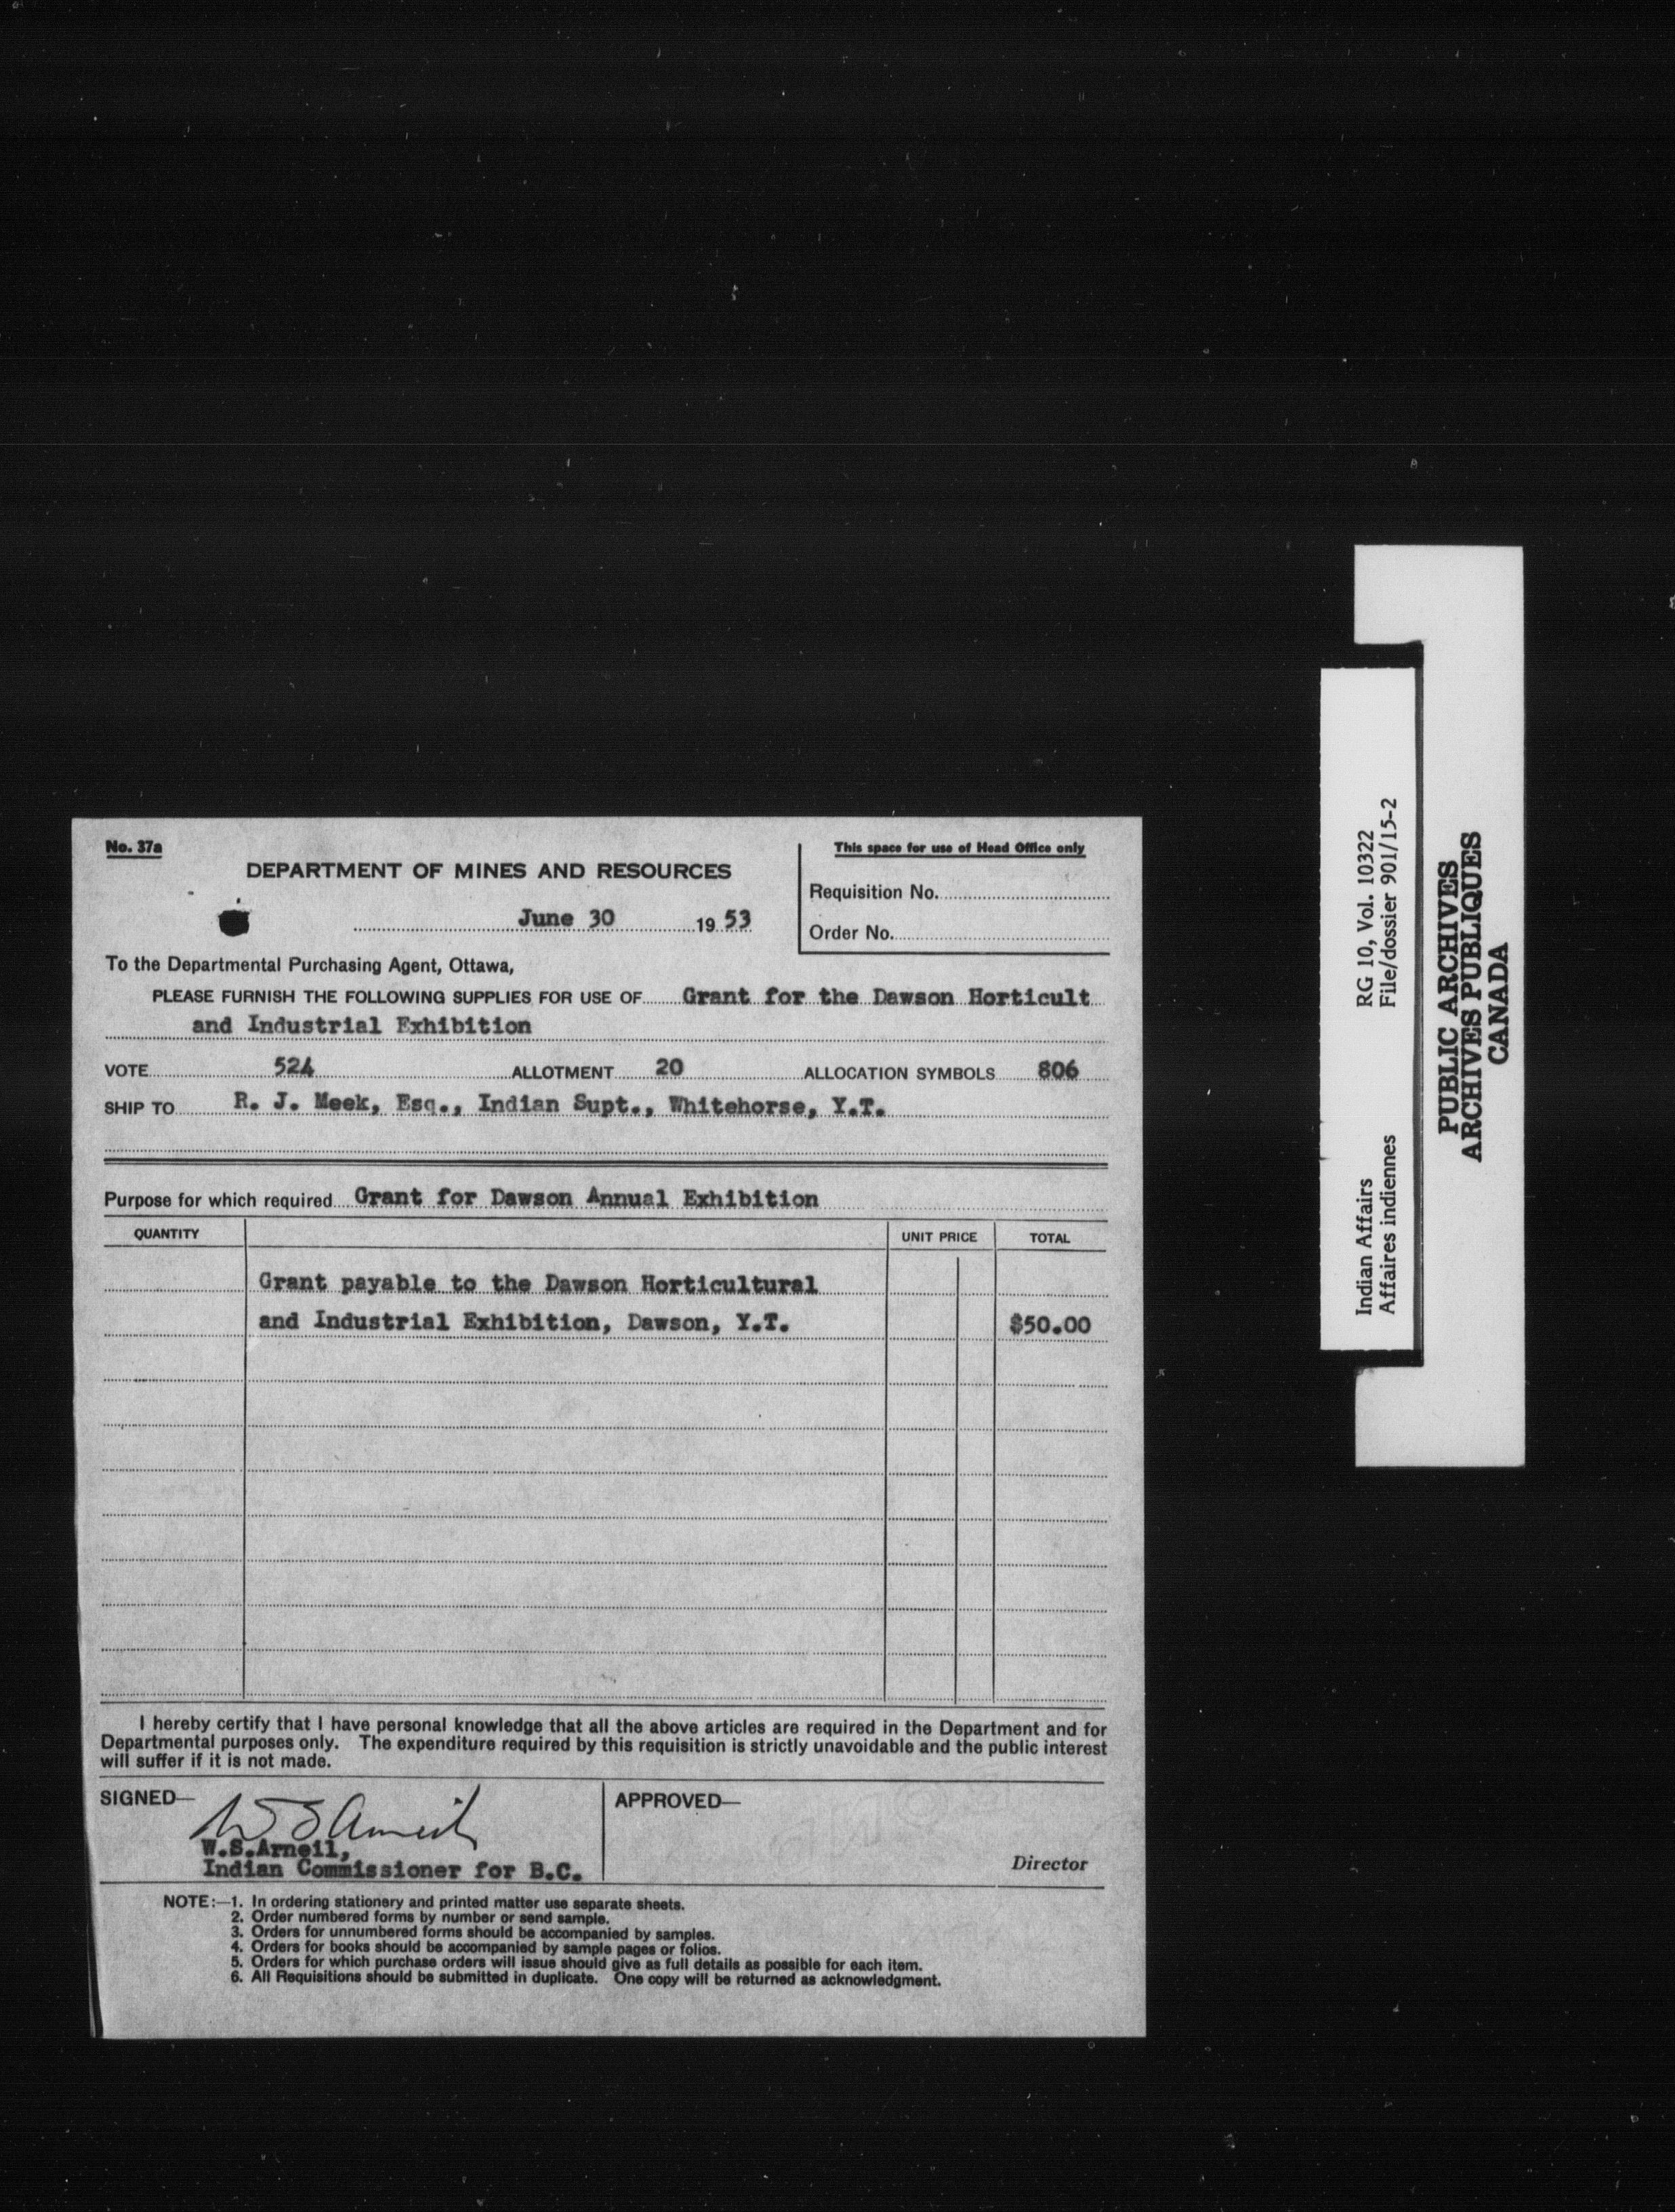 No. 37a
DEPARTMENT OF MINES AND RESOURCES
June 30 1953
This space for use of Head Office only
Requisition No.
Order No.
To the Departmental Purchasing Agent, Ottawa,
PLEASE FURNISH THE FOLLOWING SUPPLIES FOR USE OF Grant for the Dawson Horticult
and Industrial Exhibition
VOTE 524 ALLOTMENT 20 ALLOCATION SYMBOLS 806
SHIP TO R. J. Meek, Esq., Indian Supt., Whitehorse, Y.T.
Purpose for which required Grant for Dawson Annual Exhibition
QUANTITY UNIT PRICE TOTAL
Grant payable to the Dawson Horticultural
and Industrial Exhibition, Dawson, Y.T. $50.00
I hereby certify that I have personal knowledge that all the above articles are required in the Department and for
Departmental purposes only. The expenditure required by this requisition is strictly unavoidable and the public interest
will suffer if it is not made.
SIGNED— APPROVED—
W S Arneil
W.S.Arneil,
Indian Commissioner for B.C.
Director
NOTE:—1. In ordering stationery and printed matter use separate sheets.
2. Order numbered forms by number or send sample.
3. Orders for unnumbered forms should be accompanied by samples.
4. Orders for books should be accompanied by sample pages or folios.
5. Orders for which purchase orders will issue should give as full details as possible for each item.
6. All Requisitions should be submitted in duplicate. One copy will be returned as acknowledgment.
Indian Affairs RG 10, Vol. 10322
Affaires indiennes File/dossier 901/15-2
PUBLIC ARCHIVES
ARCHIVES PUBLIQUES
CANADA